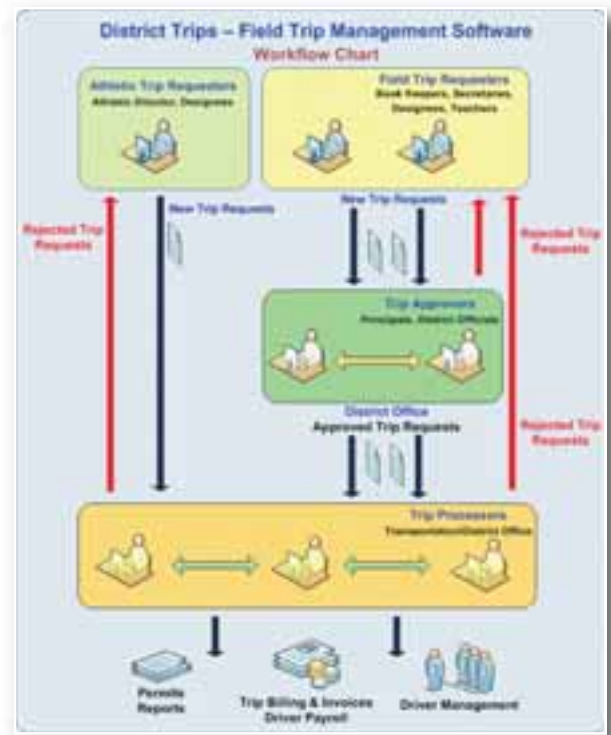 District Trips – Field Trip Management Software
Workflow Chart
Athletic Trip Requesters
Athletic Director, Designees
Field Trip Requesters
Book Keepers, Secretaries,
Designees, Teachers
New Trip Requests
New Trip Requests
Rejected Trip
Requests
Rejected Trip
Requests
Trip Approvers
Principals, District Officials
District Office
Approved Trip Requests
Rejected Trip
Requests
Trip Processors
Transportation/District Office
Permits
Reports
Trip Billing & Invoices
Driver Payroll
Driver Management